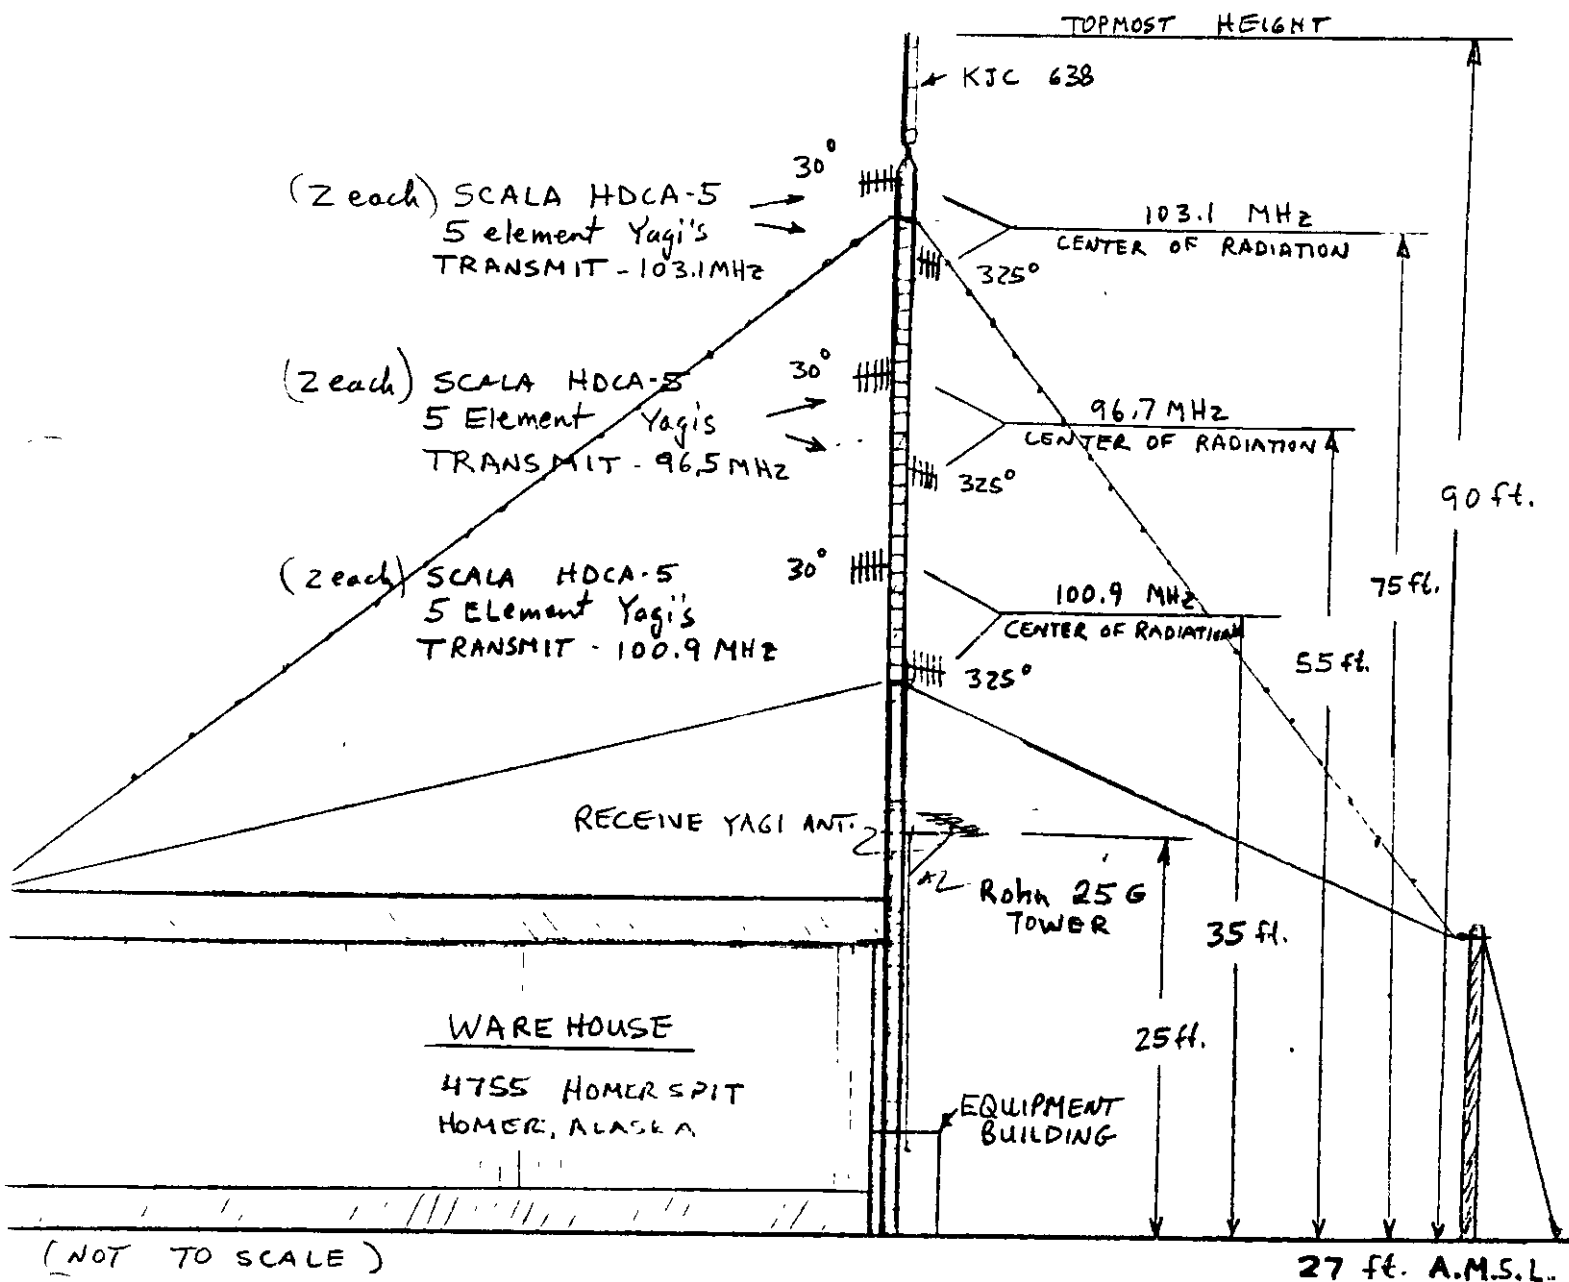 TOPMOST HEIGHT
KJC 638
30°
(2 each) SCALA HDCA-5
5 element Yagi's
TRANSMIT - 103.1MHz
103.1 MHz
CENTER OF RADIATION
325°
30°
(2 each) SCALA HDCA-5
5 Element Yagis
TRANSMIT - 96.5 MHz
96.7 MHz
CENTER OF RADIATION
325°
90 ft.
30°
(2 each) SCALA HDCA-5
5 ELement Yagi's
TRANSMIT - 100.9 MHz
100.9 MHz
CENTER OF RADIATION
75 ft.
325°
55 ft.
RECEIVE YAGI ANT.
Rohn 25 G
TOWER
35 ft.
WAREHOUSE
25 ft.
4755 HOMER SPIT
HOMER, ALASKA
EQUIPMENT
BUILDING
(NOT TO SCALE)
27 ft. A.M.S.L.